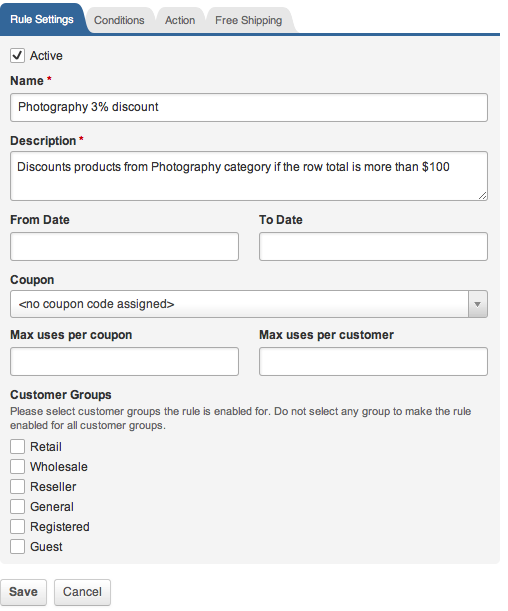 Rule Settings Conditions Action Free Shipping
Active
Name *
Photography 3% discount
Description *
Discounts products from Photography category if the row total is more than $100
From Date To Date
Coupon
<no coupon code assigned>
Max uses per coupon Max uses per customer
Customer Groups
Please select customer groups the rule is enabled for. Do not select any group to make the rule
enabled for all customer groups.
Retail
Wholesale
Reseller
General
Registered
Guest
Save Cancel